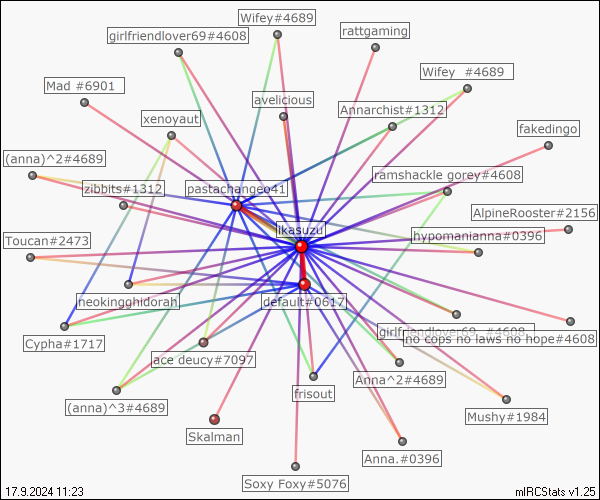 Wifey#4689
girlfriendlover69#4608
rattgaming
Wifey  #4689
Mad #6901
avelicious
Annarchist#1312
xenoyaut
fakedingo
(anna)^2#4689
ramshackle gorey#4608
zibbits#1312
pastachangeo41
AlpineRooster#2156
Ikasuzu
hypomanianna#0396
Toucan#2473
neokingghidorah
default#0617
girlfriendlover69, #4608,
no cops no laws no hope#4608
Cypha#1717
ace deucy#7097
Anna^2#4689
frisout
(anna)^3#4689
Mushy#1984
Skalman
Anna.#0396
Soxy Foxy#5076
17.9.2024 11:23
mIRCStats v1.25